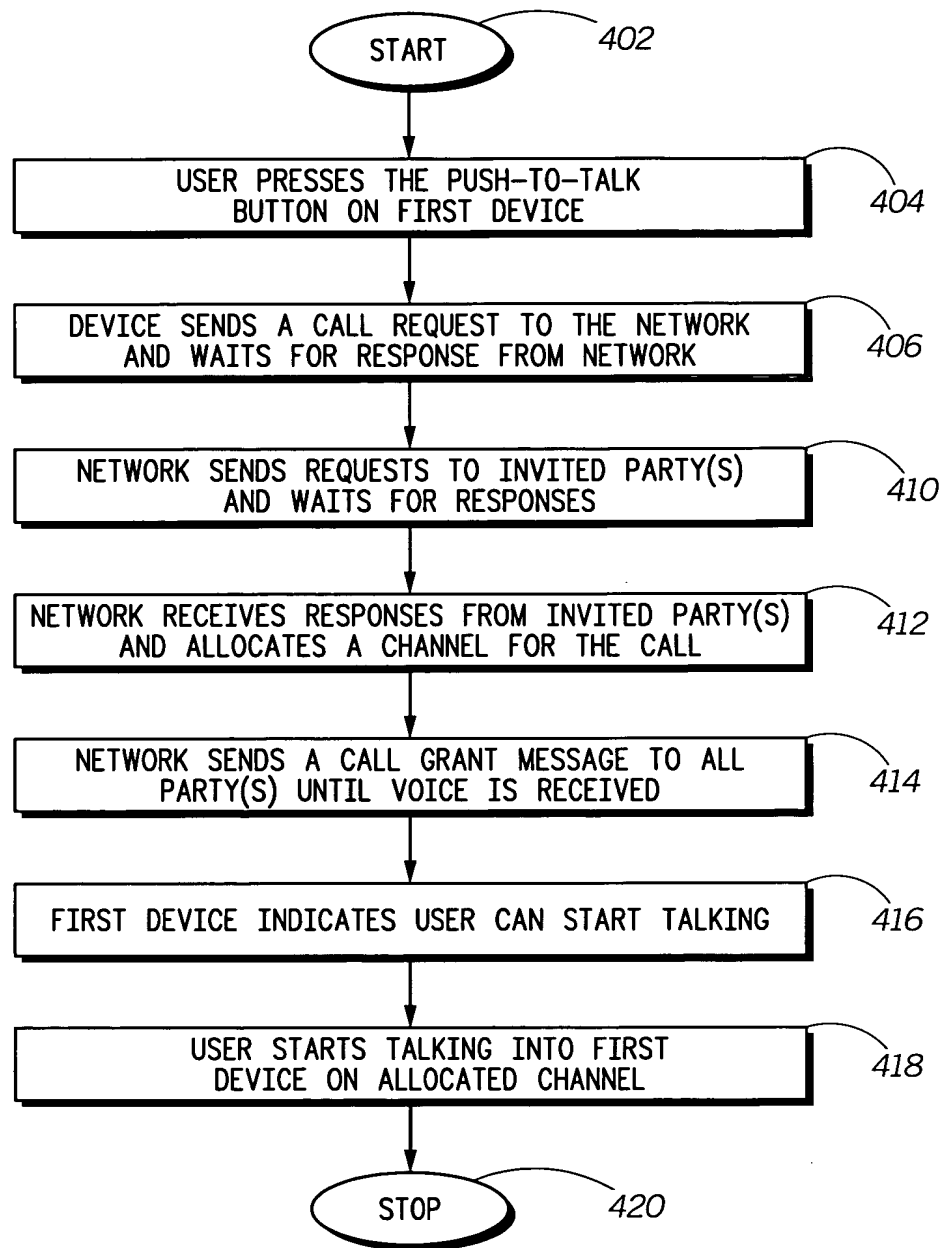 START
402
USER PRESSES THE PUSH-TO-TALK
BUTTON ON FIRST DEVICE
404
DEVICE SENDS A CALL REQUEST TO THE NETWORK
AND WAITS FOR RESPONSE FROM NETWORK
406
NETWORK SENDS REQUESTS TO INVITED PARTY(S)
AND WAITS FOR RESPONSES
410
NETWORK RECEIVES RESPONSES FROM INVITED PARTY(S)
AND ALLOCATES A CHANNEL FOR THE CALL
412
NETWORK SENDS A CALL GRANT MESSAGE TO ALL
PARTY(S) UNTIL VOICE IS RECEIVED
414
FIRST DEVICE INDICATES USER CAN START TALKING
416
USER STARTS TALKING INTO FIRST
DEVICE ON ALLOCATED CHANNEL
418
STOP
420